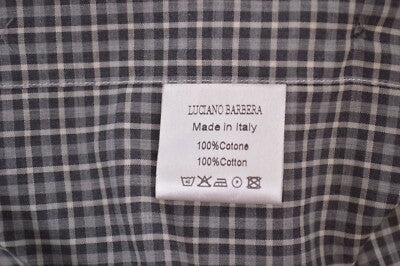 LUCIANO BARBERA
Made in Italy
100%Cotone
100%Cotton